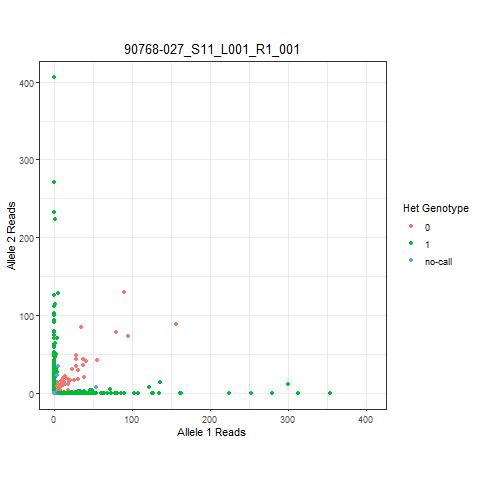 90768-027_S11_L001_R1_001
Allele 2 Reads
400
300
200
100
0
0 100 200 300 400
Allele 1 Reads
Het Genotype
0
1
no-call